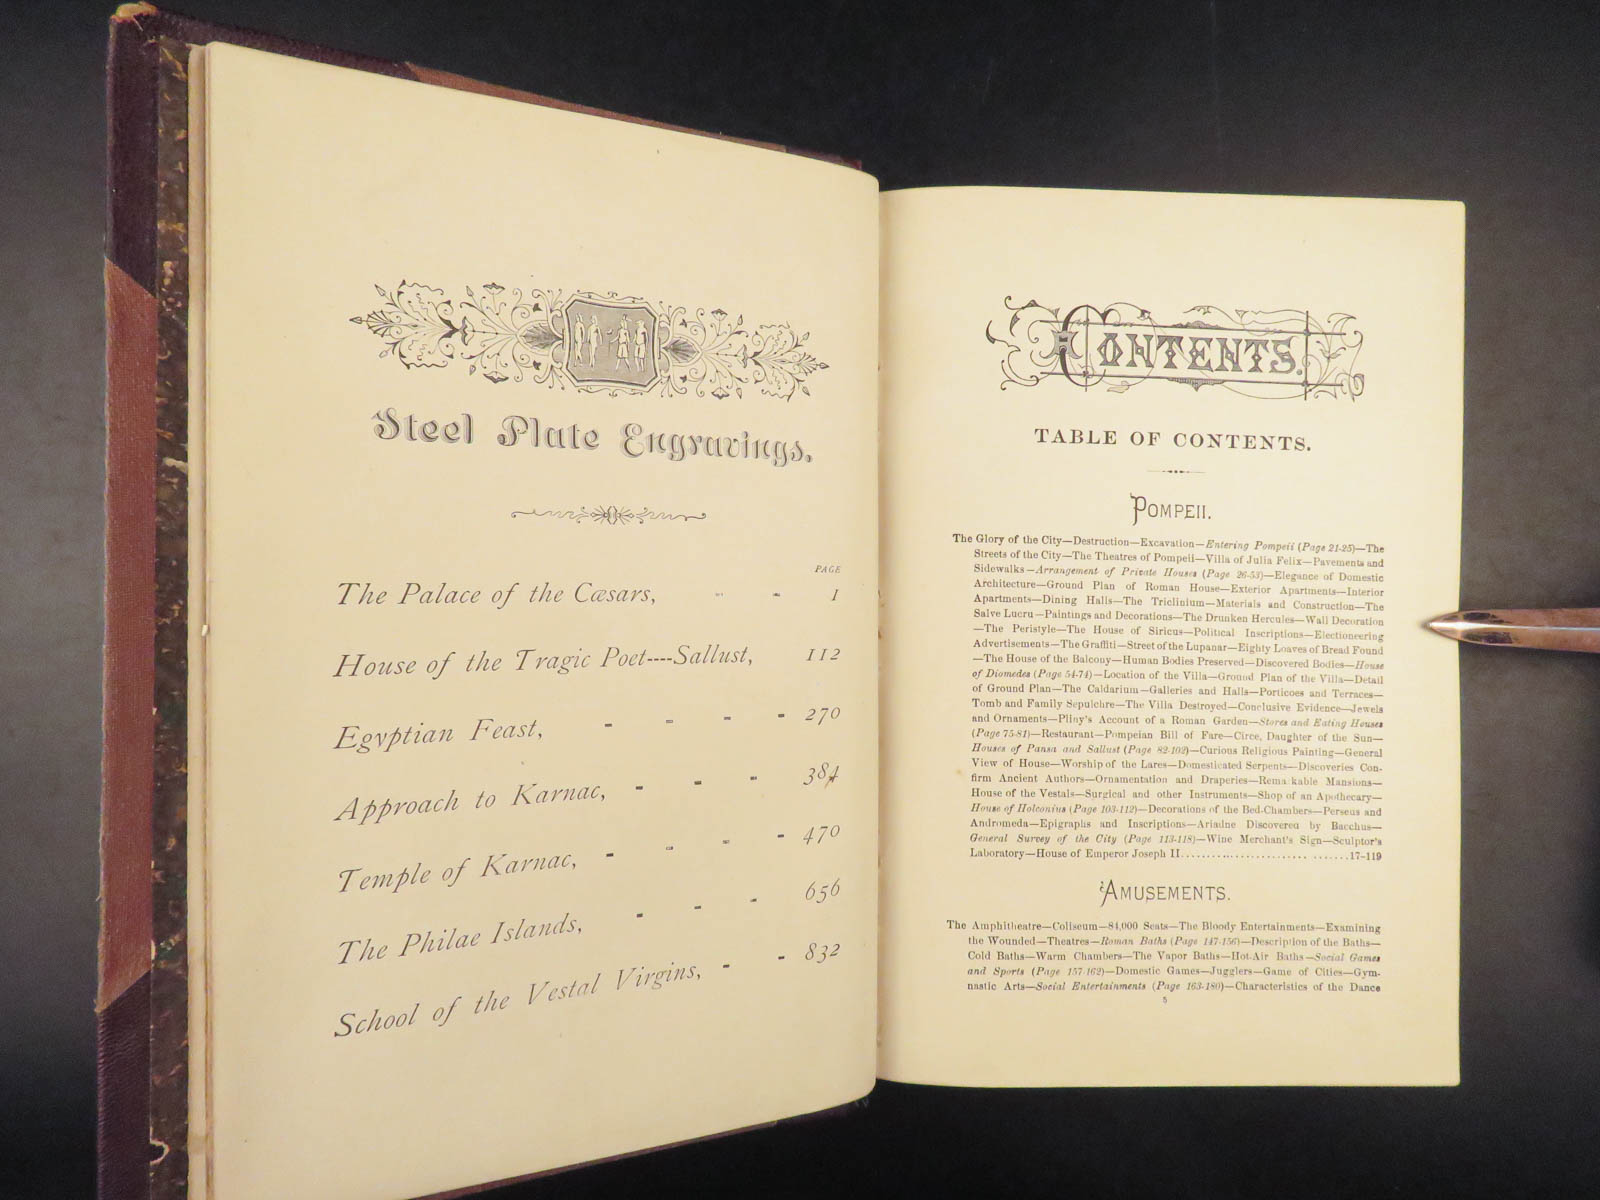 Steel Plate Engravings.
PAGE
The Palace of the Cæsars, - - 1
House of the Tragic Poet----Sallust, 112
Egyptian Feast, - - - - 270
Approach to Karnac, - - - 384
Temple of Karnac, - - - - 470
The Philae Islands, - - - 656
School of the Vestal Virgins, - - 832
CONTENTS.
TABLE OF CONTENTS.
POMPEII.
The Glory of the City—Destruction—Excavation—Entering Pompeii (Page 21-25)—The
Streets of the City—The Theatres of Pompeii—Villa of Julia Felix—Pavements and
Sidewalks—Arrangement of Private Houses (Page 26-53)—Elegance of Domestic
Architecture—Ground Plan of Roman House—Exterior Apartments—Interior
Apartments—Dining Halls—The Triclinium—Materials and Construction—The
Salve Lucru—Paintings and Decorations—The Drunken Hercules—Wall Decoration
—The Peristyle—The House of Siricus—Political Inscriptions—Electioneering
Advertisements—The Graffiti—Street of the Lupanar—Eighty Loaves of Bread Found
—The House of the Balcony—Human Bodies Preserved—Discovered Bodies—House
of Diomedes (Page 54-74)—Location of the Villa—Ground Plan of the Villa—Detail
of Ground Plan—The Caldarium—Galleries and Halls—Porticoes and Terraces—
Tomb and Family Sepulchre—The Villa Destroyed—Conclusive Evidence—Jewels
and Ornaments—Pliny's Account of a Roman Garden—Stores and Eating Houses
(Page 75-81)—Restaurant—Pompeian Bill of Fare—Circe, Daughter of the Sun—
Houses of Pansa and Sallust (Page 82-102)—Curious Religious Painting—General
View of House—Worship of the Lares—Domesticated Serpents—Discoveries Con-
firm Ancient Authors—Ornamentation and Draperies—Remarkable Mansions—
House of the Vestals—Surgical and other Instruments—Shop of an Apothecary—
House of Holconius (Page 103-112)—Decorations of the Bed-Chambers—Perseus and
Andromeda—Epigraphs and Inscriptions—Ariadne Discovered by Bacchus—
General Survey of the City (Page 113-118)—Wine Merchant's Sign—Sculptor's
Laboratory—House of Emperor Joseph II..........................17-119
AMUSEMENTS.
The Amphitheatre—Coliseum—84,000 Seats—The Bloody Entertainments—Examining
the Wounded—Theatres—Roman Baths (Page 147-156)—Description of the Baths—
Cold Baths—Warm Chambers—The Vapor Baths—Hot-Air Baths—Social Games
and Sports (Page 157-162)—Domestic Games—Jugglers—Game of Cities—Gym-
nastic Arts—Social Entertainments (Page 163-180)—Characteristics of the Dance
5